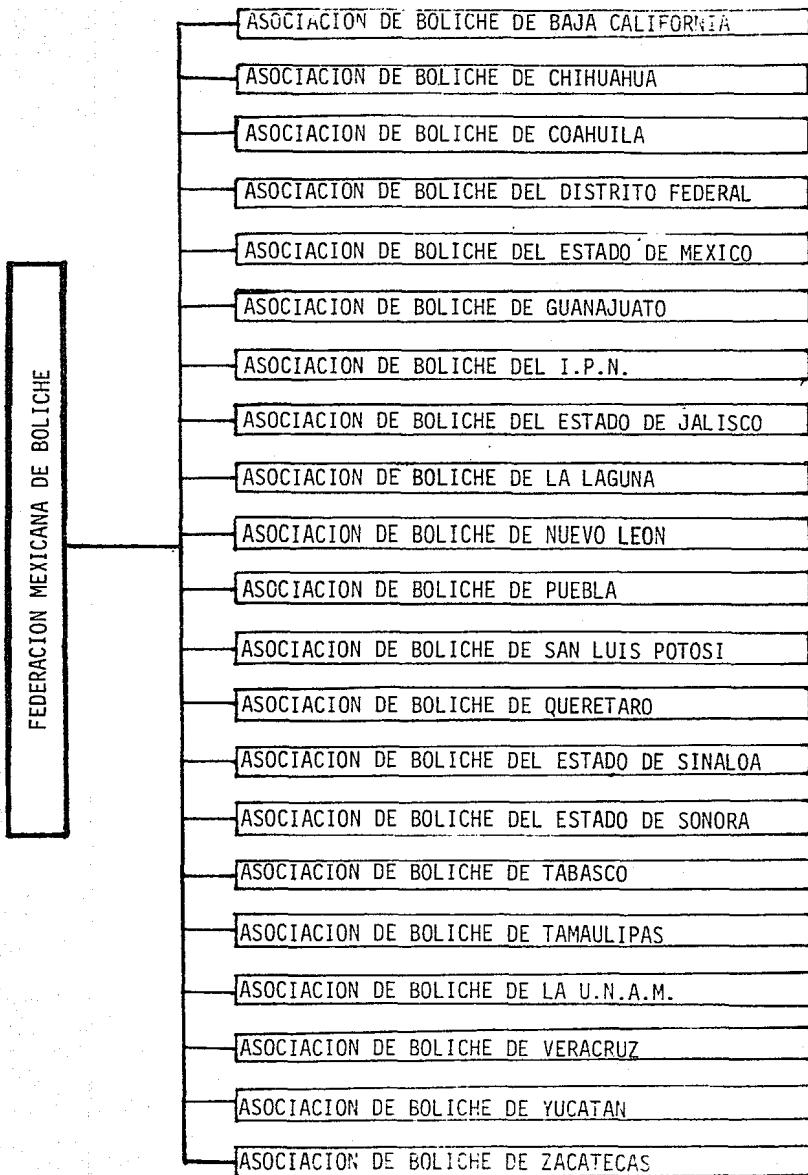 FEDERACION MEXICANA DE BOLICHE
ASOCIACION DE BOLICHE DE BAJA CALIFORNIA
ASOCIACION DE BOLICHE DE CHIHUAHUA
ASOCIACION DE BOLICHE DE COAHUILA
ASOCIACION DE BOLICHE DEL DISTRITO FEDERAL
ASOCIACION DE BOLICHE DEL ESTADO DE MEXICO
ASOCIACION DE BOLICHE DE GUANAJUATO
ASOCIACION DE BOLICHE DEL I.P.N.
ASOCIACION DE BOLICHE DEL ESTADO DE JALISCO
ASOCIACION DE BOLICHE DE LA LAGUNA
ASOCIACION DE BOLICHE DE NUEVO LEON
ASOCIACION DE BOLICHE DE PUEBLA
ASOCIACION DE BOLICHE DE SAN LUIS POTOSI
ASOCIACION DE BOLICHE DE QUERETARO
ASOCIACION DE BOLICHE DEL ESTADO DE SINALOA
ASOCIACION DE BOLICHE DEL ESTADO DE SONORA
ASOCIACION DE BOLICHE DE TABASCO
ASOCIACION DE BOLICHE DE TAMAULIPAS
ASOCIACION DE BOLICHE DE LA U.N.A.M.
ASOCIACION DE BOLICHE DE VERACRUZ
ASOCIACION DE BOLICHE DE YUCATAN
ASOCIACION DE BOLICHE DE ZACATECAS